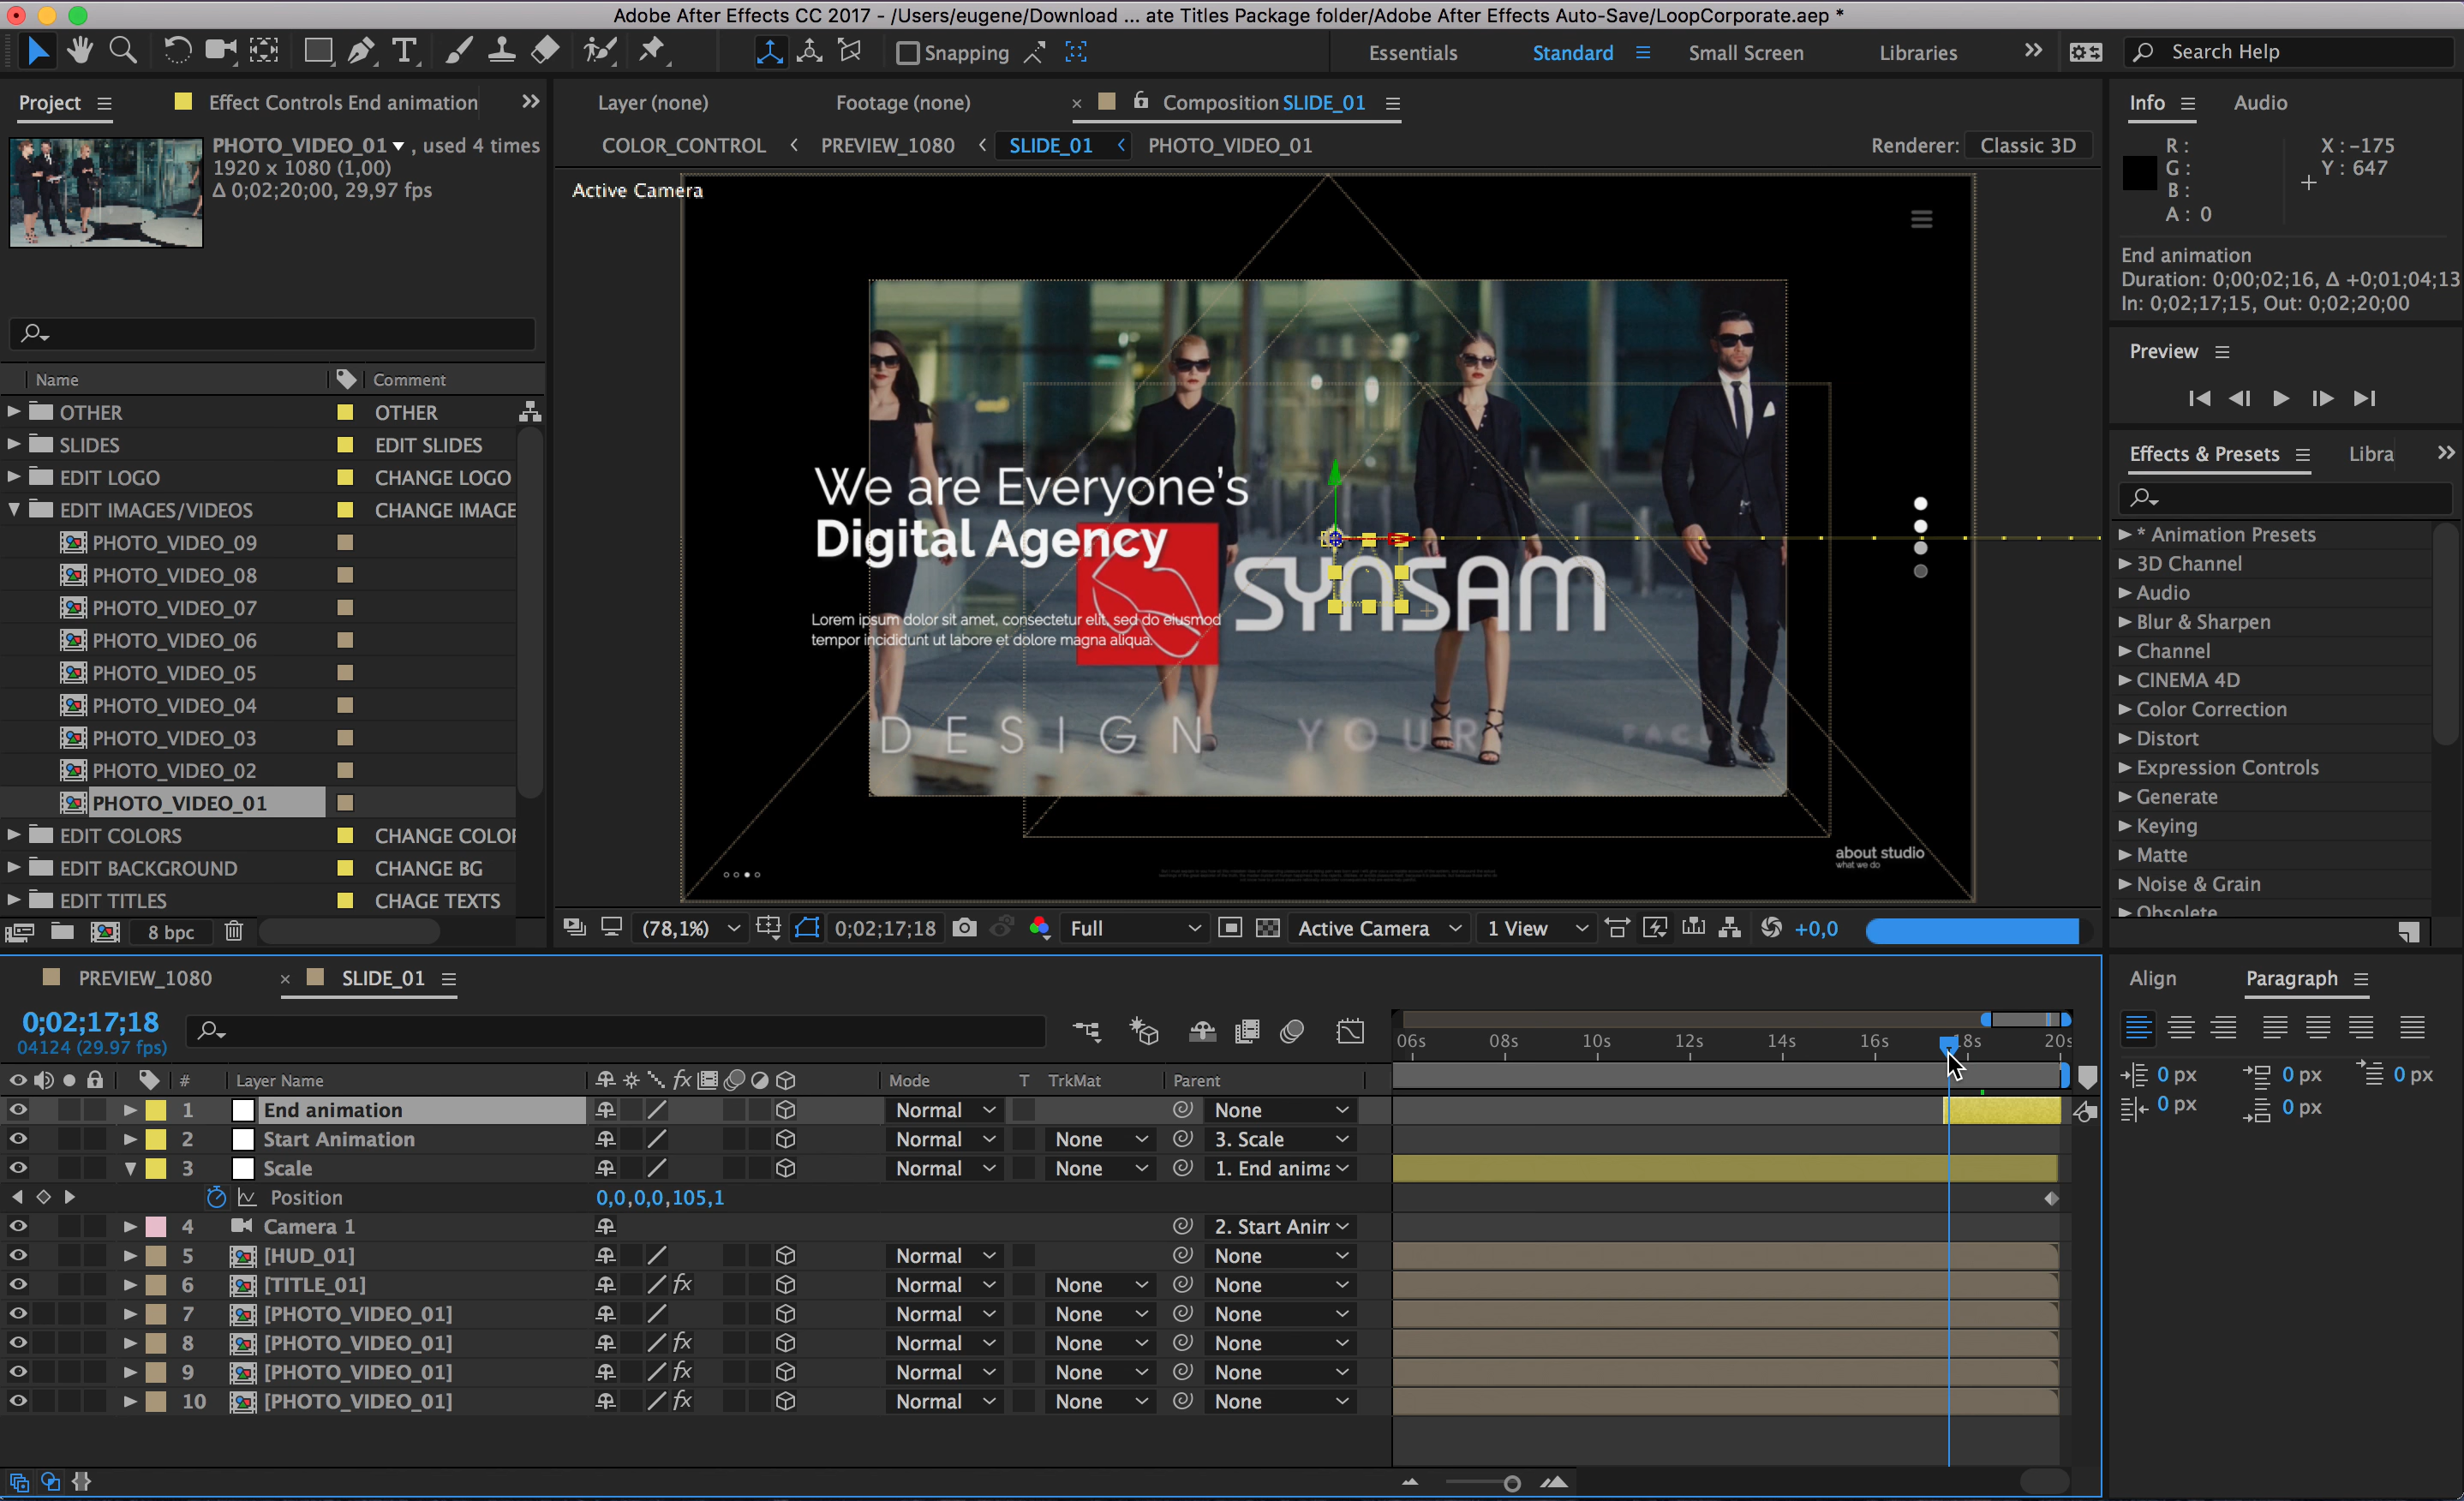 Adobe After Effects CC 2017 - /Users/eugene/Download ... ate Titles Package folder/Adobe After Effects Auto-Save/LoopCorporate.aep *
Snapping
Essentials
Standard
Small Screen
Libraries
Search Help
Project
Effect Controls End animation
Layer (none)
Footage (none)
Composition SLIDE_01
Info
Audio
PHOTO_VIDEO_01 , used 4 times
1920 x 1080 (1,00)
Δ 0;02;20;00, 29,97 fps
COLOR_CONTROL
PREVIEW_1080
SLIDE_01
PHOTO_VIDEO_01
Renderer: Classic 3D
R :
G :
B :
A : 0
X : -175
Y : 647
End animation
Duration: 0;00;02;16, Δ +0;01;04;13
In: 0;02;17;15, Out: 0;02;20;00
Name
Comment
OTHER OTHER
SLIDES EDIT SLIDES
EDIT LOGO CHANGE LOGO
EDIT IMAGES/VIDEOS CHANGE IMAGE
PHOTO_VIDEO_09
PHOTO_VIDEO_08
PHOTO_VIDEO_07
PHOTO_VIDEO_06
PHOTO_VIDEO_05
PHOTO_VIDEO_04
PHOTO_VIDEO_03
PHOTO_VIDEO_02
PHOTO_VIDEO_01
EDIT COLORS CHANGE COLOR
EDIT BACKGROUND CHANGE BG
EDIT TITLES CHAGE TEXTS
8 bpc
Active Camera
We are Everyone's
Digital Agency
SYNSAM
Lorem ipsum dolor sit amet, consectetur elit, sed do eiusmod
tempor incididunt ut labore et dolore magna aliqua.
DESIGN YOUR FACL
about studio
what we do
(78,1%)
0;02;17;18
Full
Active Camera
1 View
+0,0
Preview
Effects & Presets
Libra
* Animation Presets
3D Channel
Audio
Blur & Sharpen
Channel
CINEMA 4D
Color Correction
Distort
Expression Controls
Generate
Keying
Matte
Noise & Grain
Obsolete
PREVIEW_1080
SLIDE_01
0;02;17;18
04124 (29.97 fps)
06s 08s 10s 12s 14s 16s 18s 20s
# Layer Name Mode T TrkMat Parent
1 End animation Normal None
2 Start Animation Normal None 3. Scale
3 Scale Normal None 1. End anima
Position 0,0,0,0,105,1
4 Camera 1 2. Start Anim
5 [HUD_01] Normal None
6 [TITLE_01] Normal None None
7 [PHOTO_VIDEO_01] Normal None None
8 [PHOTO_VIDEO_01] Normal None None
9 [PHOTO_VIDEO_01] Normal None None
10 [PHOTO_VIDEO_01] Normal None None
Align
Paragraph
0 px 0 px 0 px
0 px 0 px